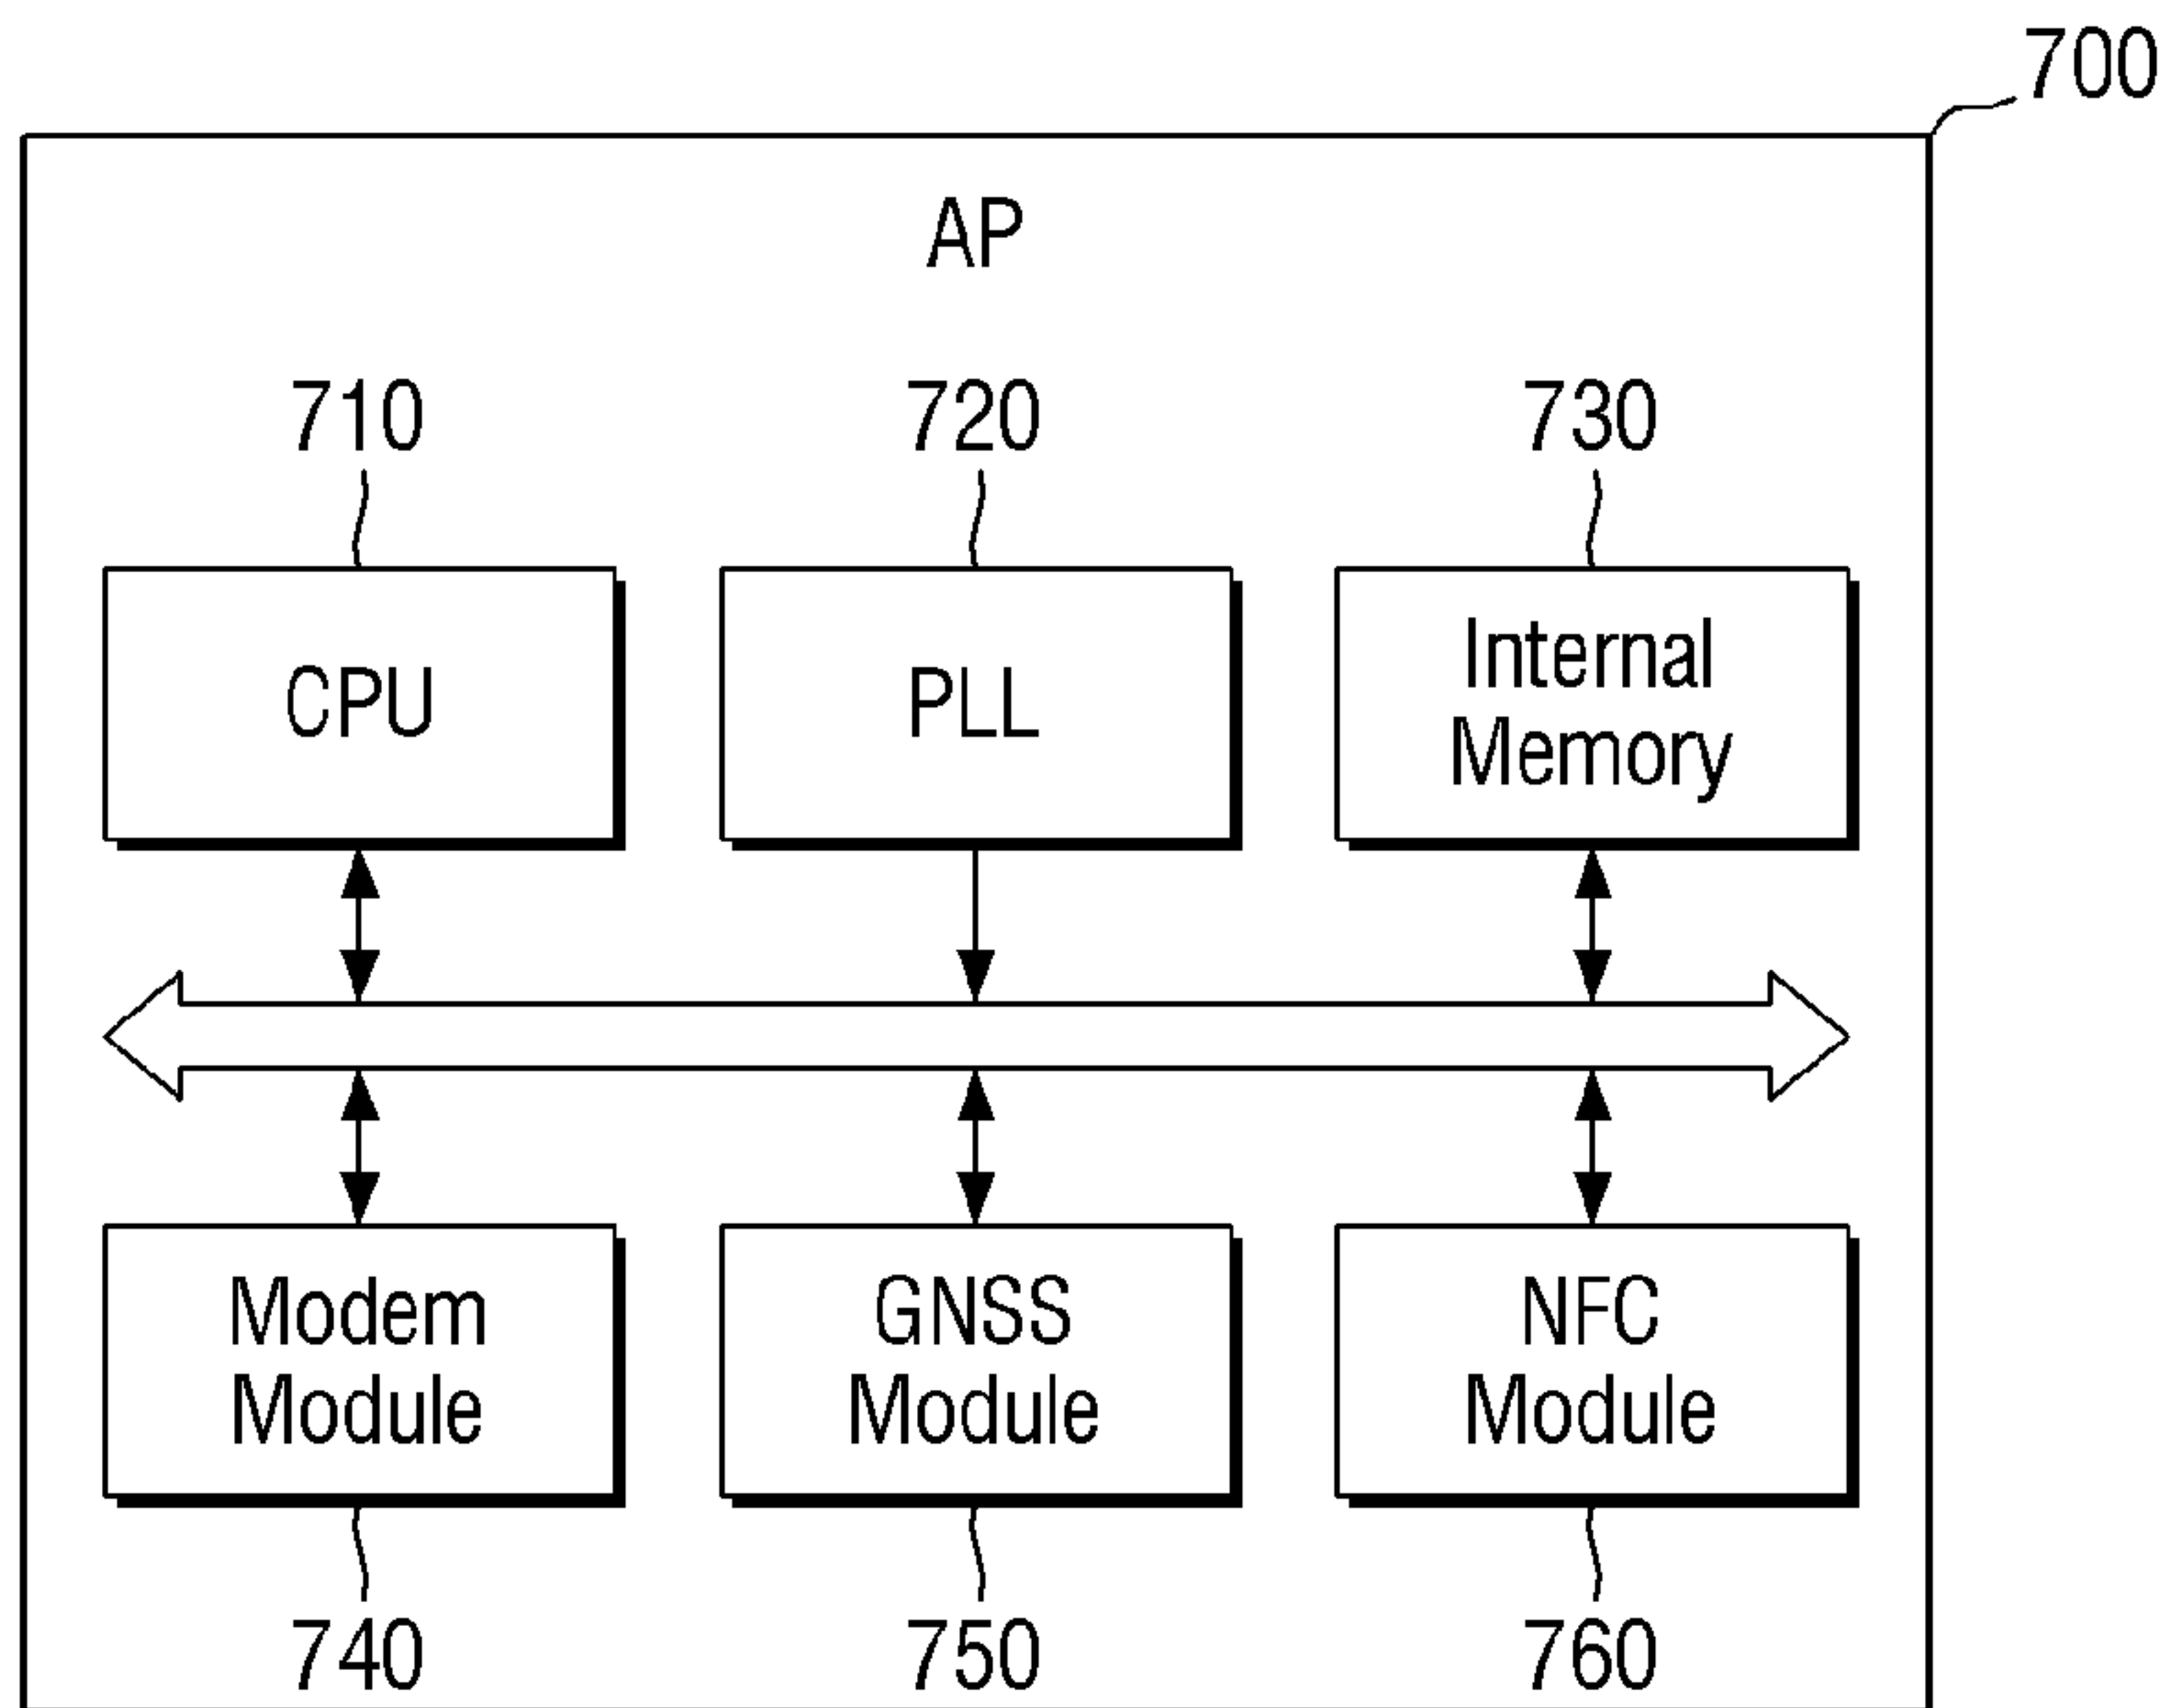 700
AP
710
720
730
CPU
PLL
Internal
Memory
Modem
Module
GNSS
Module
NFC
Module
740
750
760